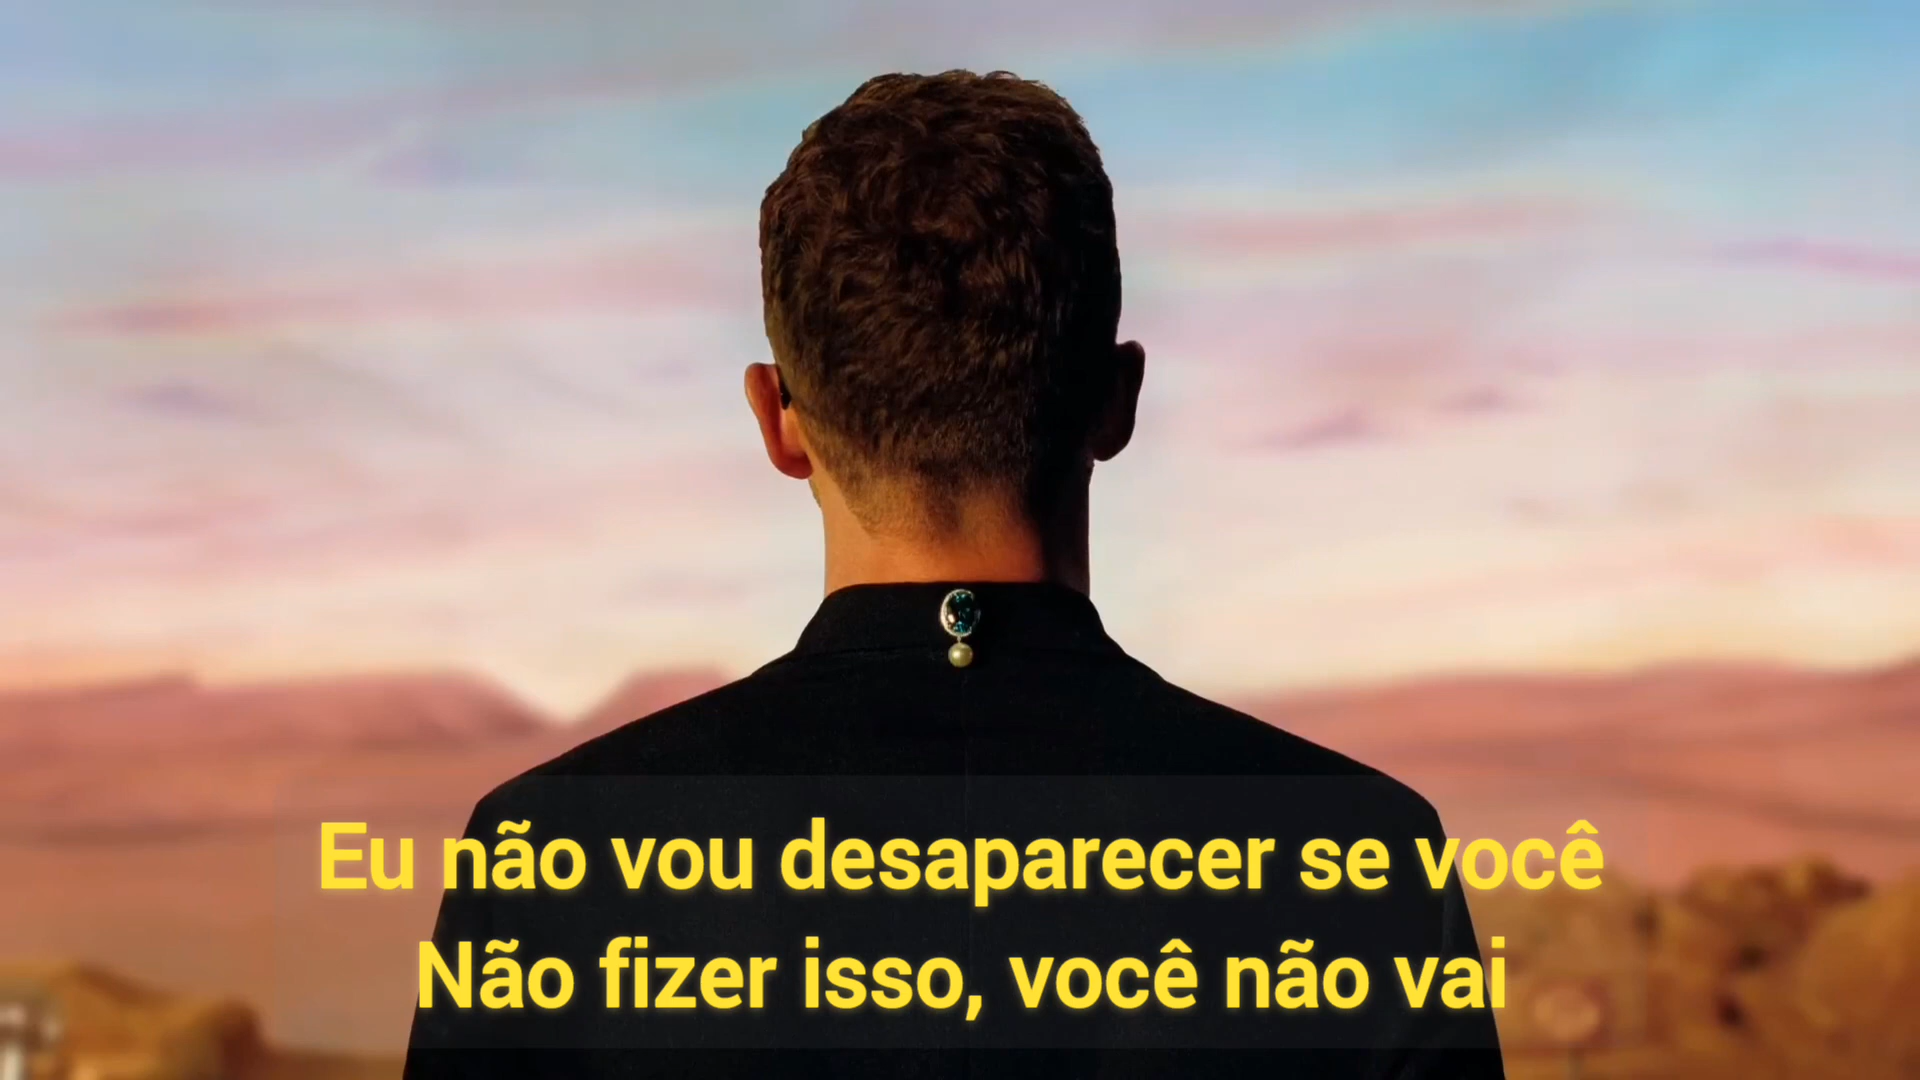 Eu não vou desaparecer se você
Não fizer isso, você não vai